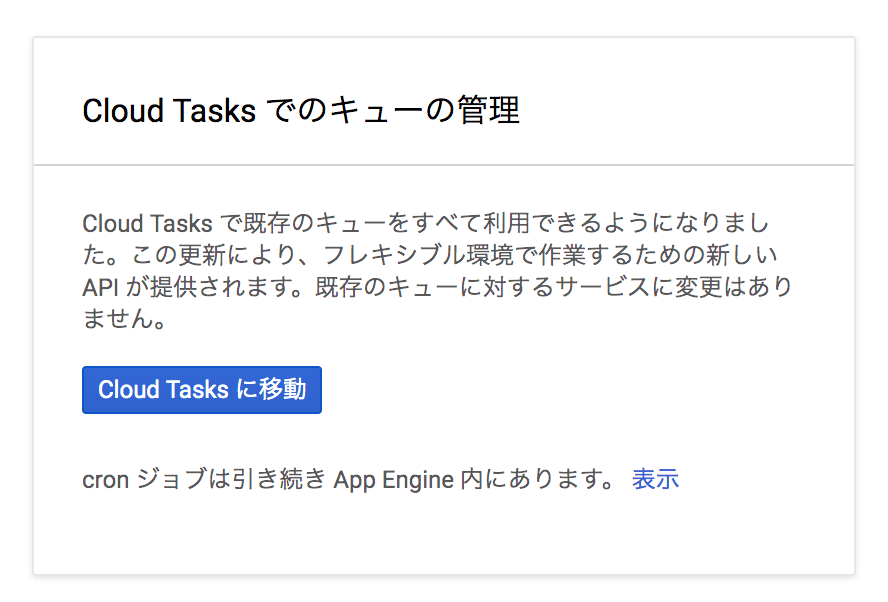 Cloud Tasks でのキューの管理
Cloud Tasks で既存のキューをすべて利用できるようになりまし
た。この更新により、フレキシブル環境で作業するための新しい
API が提供されます。既存のキューに対するサービスに変更はあり
ません。
Cloud Tasks に移動
cron ジョブは引き続き App Engine 内にあります。 表示